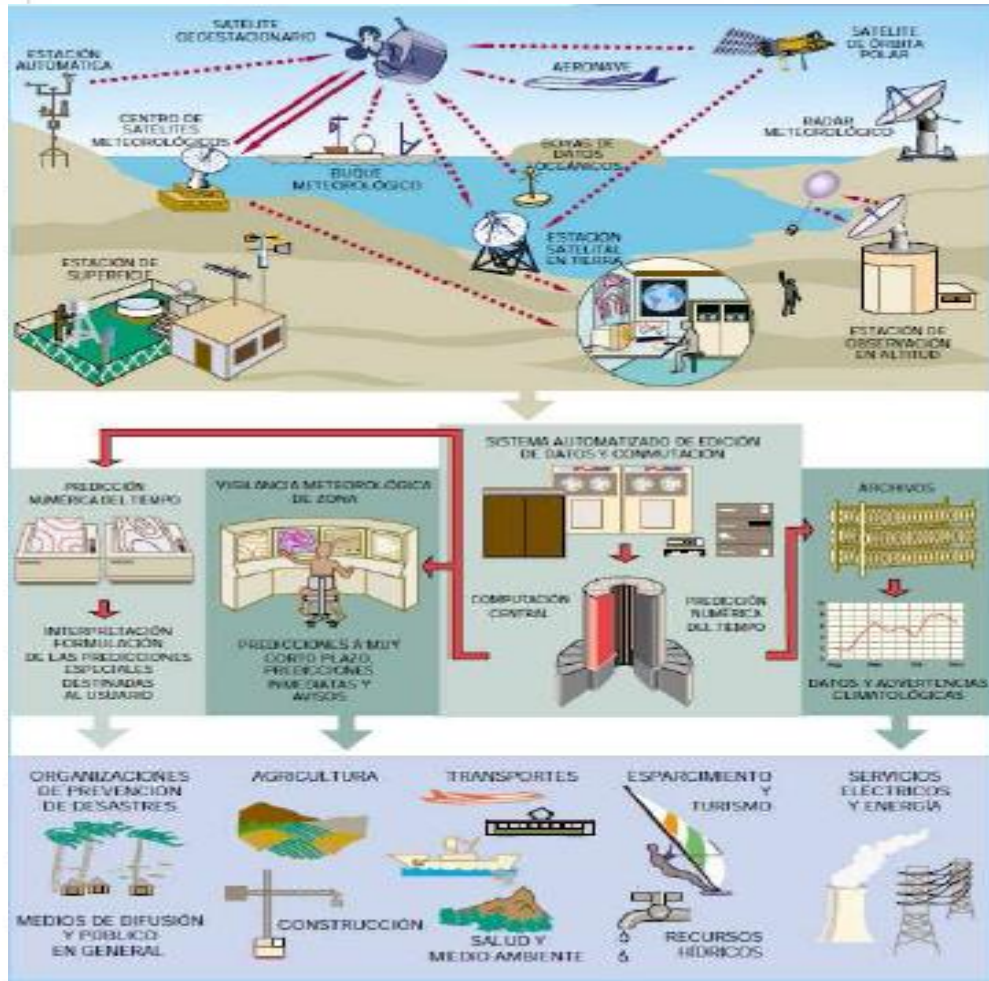 SATELITE
GEOESTACIONARIO
SATELITE
DE ÓRBITA
POLAR
ESTACIÓN
AUTOMÁTICA
AERONAVE
CENTRO DE
SATELITES
METEOROLÓGICOS
RADAR
METEOROLÓGICO
BUQUE
METEOROLÓGICO
BOYAS DE
DATOS
OCEÁNICOS
ESTACIÓN
SATELITAL
EN TIERRA
ESTACIÓN DE
SUPERFICIE
ESTACIÓN DE
OBSERVACIÓN
EN ALTITUD
SISTEMA AUTOMATIZADO DE EDICIÓN
DE DATOS Y CONMUTACIÓN
PREDICCIÓN
NUMÉRICA DEL TIEMPO
VIGILANCIA METEOROLÓGICA
DE ZONA
ARCHIVOS
COMPUTACIÓN
CENTRAL
PREDICCIÓN
NUMÉRICA
DEL TIEMPO
INTERPRETACIÓN
FORMULACIÓN
DE LAS PREDICCIONES
ESPECIALES
DESTINADAS
AL USUARIO
PREDICCIONES A MUY
CORTO PLAZO,
PREDICCIONES
INMEDIATAS Y
AVISOS
DATOS Y ADVERTENCIAS
CLIMATOLÓGICAS
ORGANIZACIONES
DE PREVENCIÓN
DE DESASTRES
AGRICULTURA
TRANSPORTES
ESPARCIMIENTO
Y
TURISMO
SERVICIOS
ELÉCTRICOS
Y ENERGÍA
MEDIOS DE DIFUSIÓN
Y PÚBLICO
EN GENERAL
CONSTRUCCIÓN
SALUD Y
MEDIO AMBIENTE
RECURSOS
HÍDRICOS